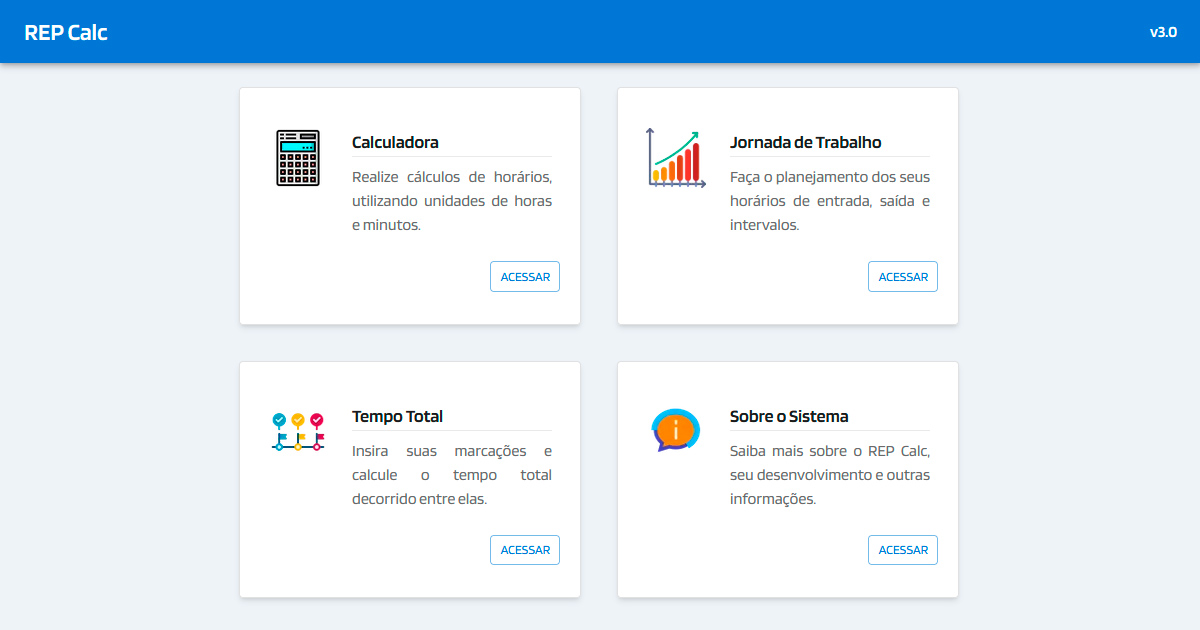 REP Calc
v3.0
Calculadora
Realize cálculos de horários,
utilizando unidades de horas
e minutos.
ACESSAR
Jornada de Trabalho
Faça o planejamento dos seus
horários de entrada, saída e
intervalos.
ACESSAR
Tempo Total
Insira suas marcações e
calcule o tempo total
decorrido entre elas.
ACESSAR
Sobre o Sistema
Saiba mais sobre o REP Calc,
seu desenvolvimento e outras
informações.
ACESSAR